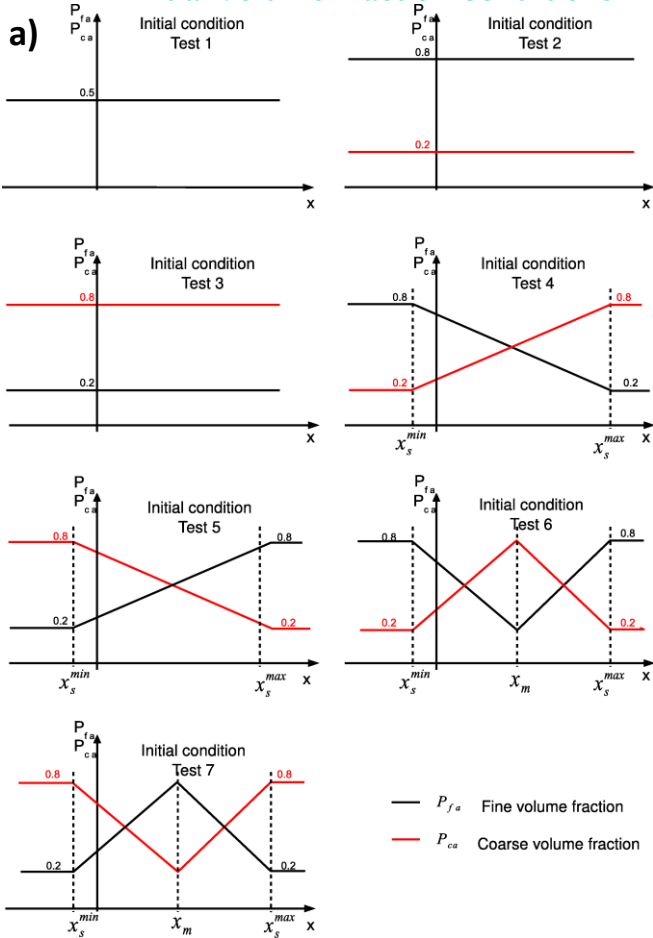 a)
P_fa
P_ca
Initial condition
Test 1
0.5
x
Initial condition
Test 2
0.8
0.2
x
P_fa
P_ca
Initial condition
Test 3
0.8
0.2
x
P_fa
P_ca
Initial condition
Test 4
0.8
0.8
0.2
0.2
x_s^min
x_s^max
x
P_fa
P_ca
Initial condition
Test 5
0.8
0.8
0.2
0.2
x_s^min
x_s^max
x
P_fa
P_ca
Initial condition
Test 6
0.8
0.8
0.2
0.2
x_s^min
x_m
x_s^max
x
P_fa
P_ca
Initial condition
Test 7
0.8
0.8
0.2
0.2
x_s^min
x_m
x_s^max
x
P_fa Fine volume fraction
P_ca Coarse volume fraction